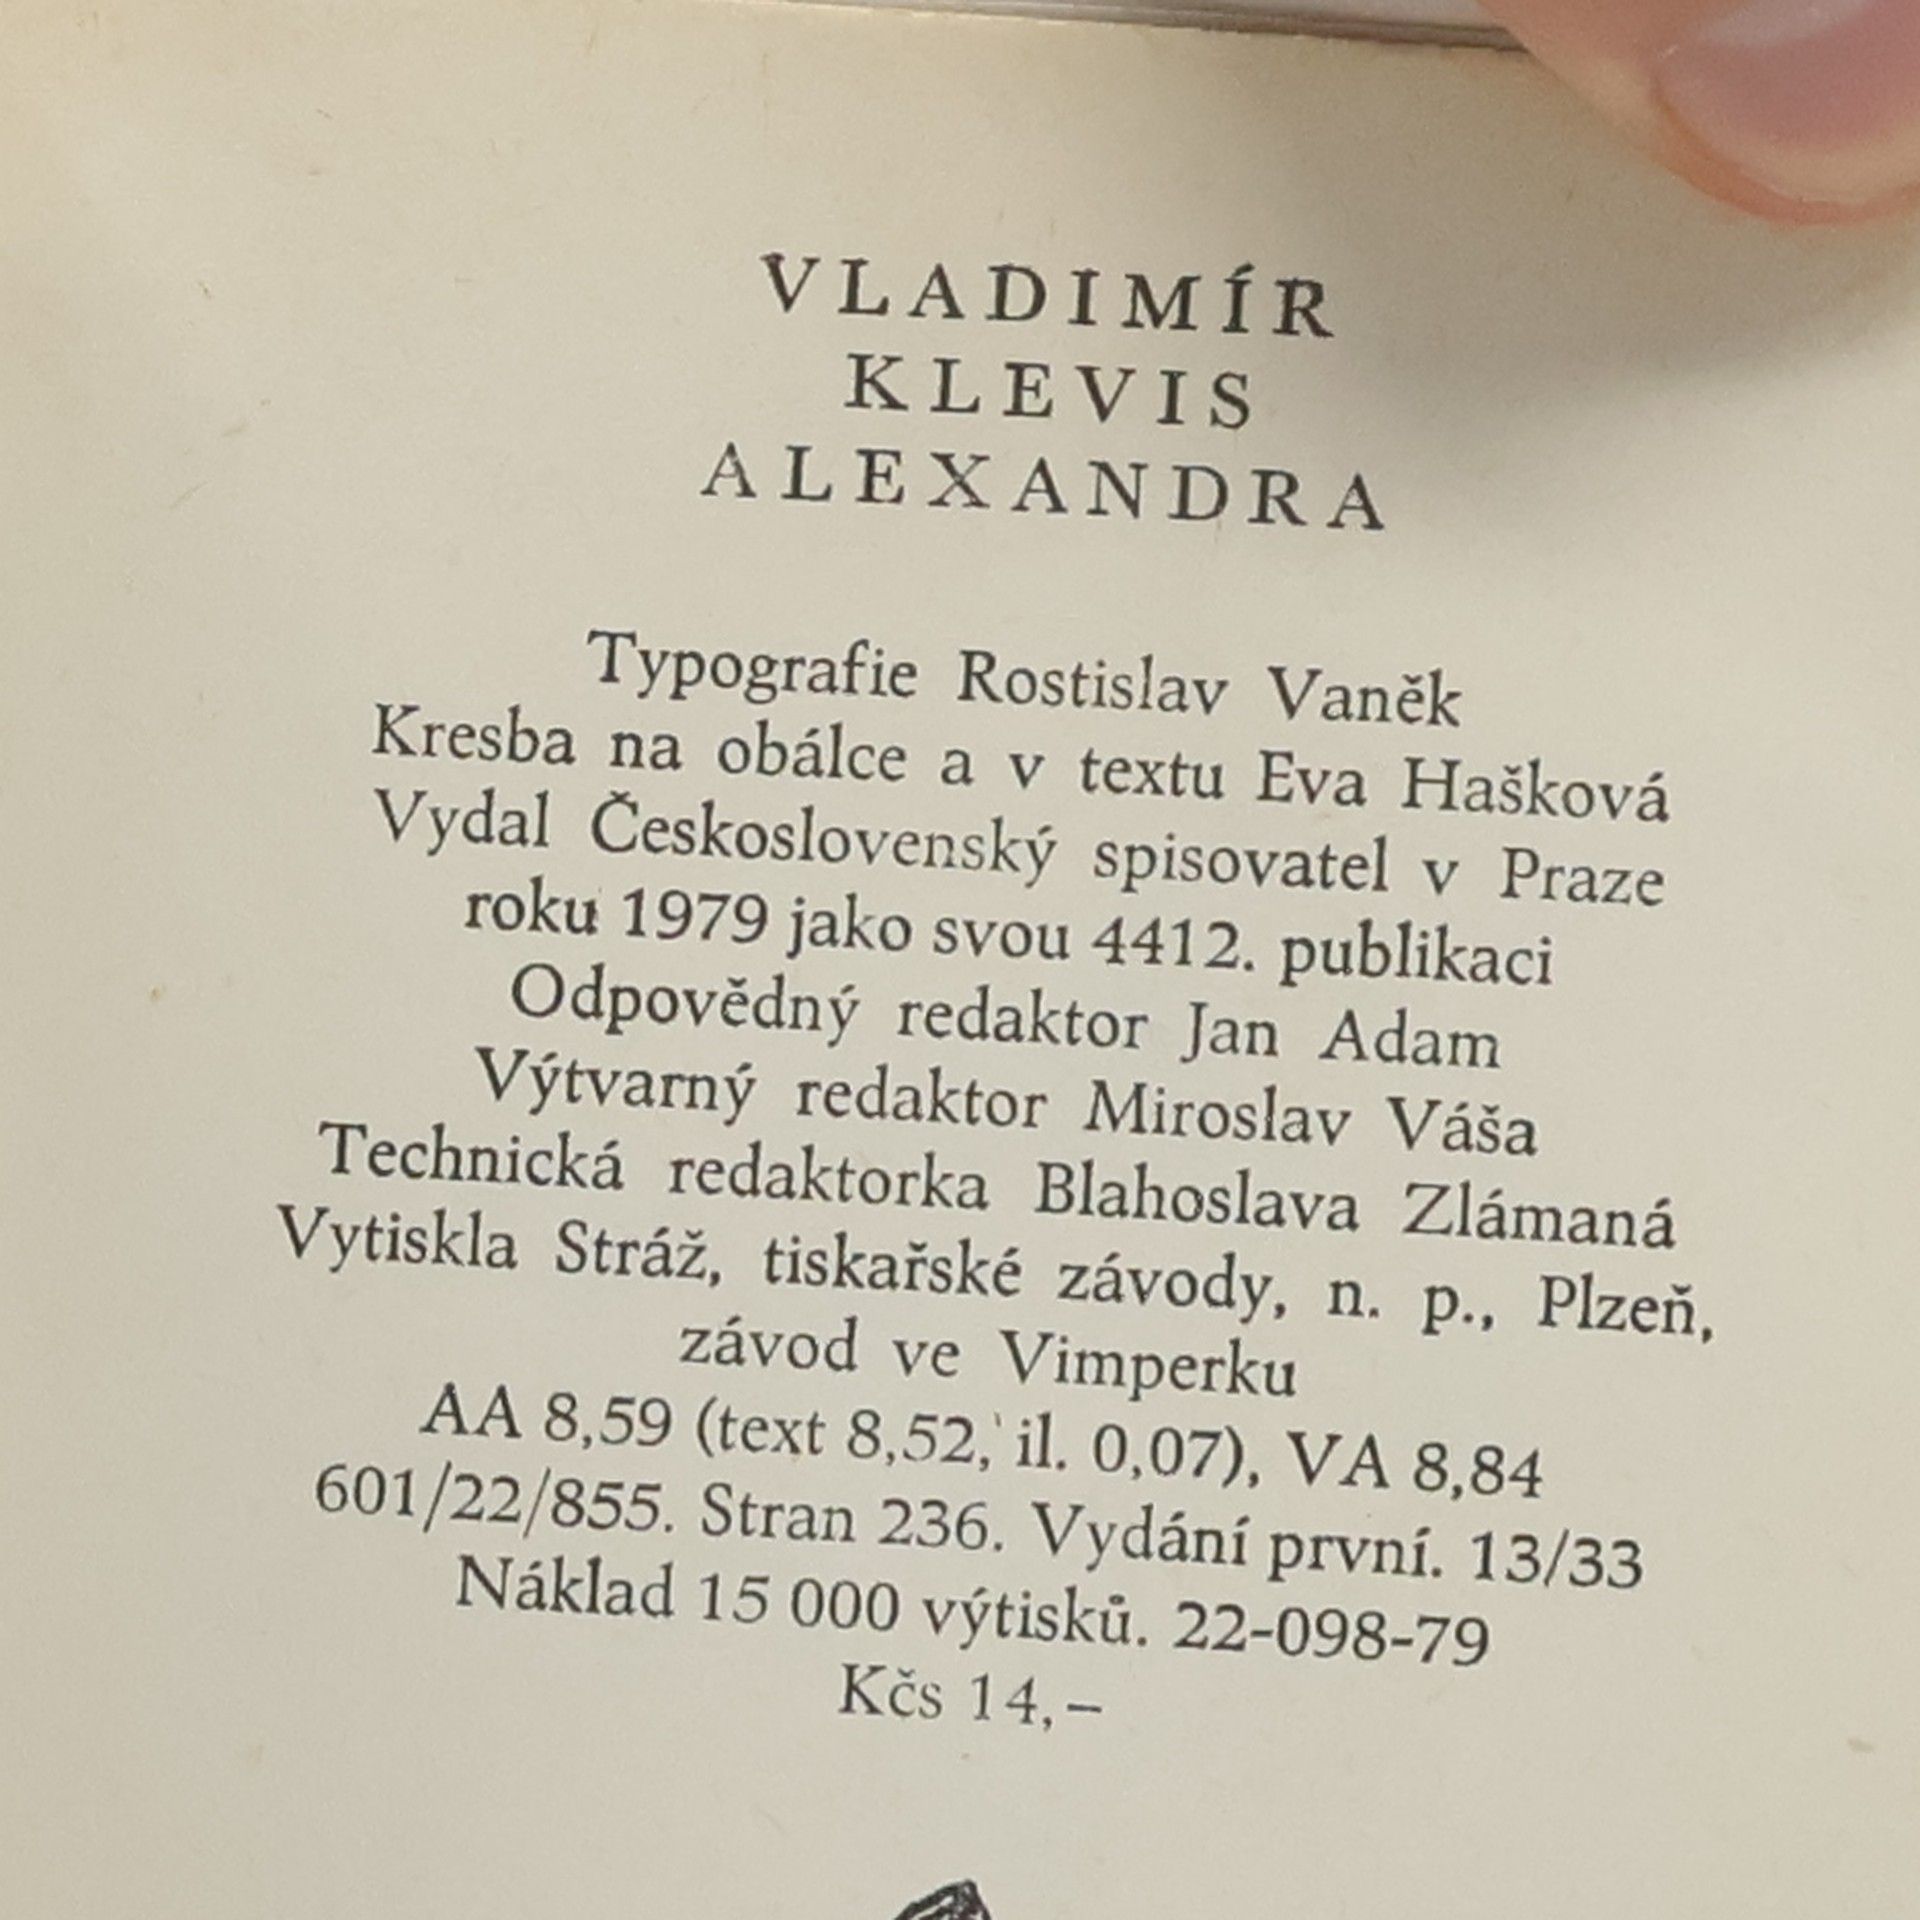 VLADIMÍR
KLEVIS
ALEXANDRA
Typografie Rostislav Vaněk
Kresba na obálce a v textu Eva Hašková
Vydal Československý spisovatel v Praze
roku 1979 jako svou 4412. publikaci
Odpovědný redaktor Jan Adam
Výtvarný redaktor Miroslav Váša
Technická redaktorka Blahoslava Zlámaná
Vytiskla Stráž, tiskařské závody, n. p., Plzeň,
závod ve Vimperku
AA 8,59 (text 8,52, il. 0,07), VA 8,84
601/22/855. Stran 236. Vydání první. 13/33
Náklad 15 000 výtisků. 22-098-79
Kčs 14,–